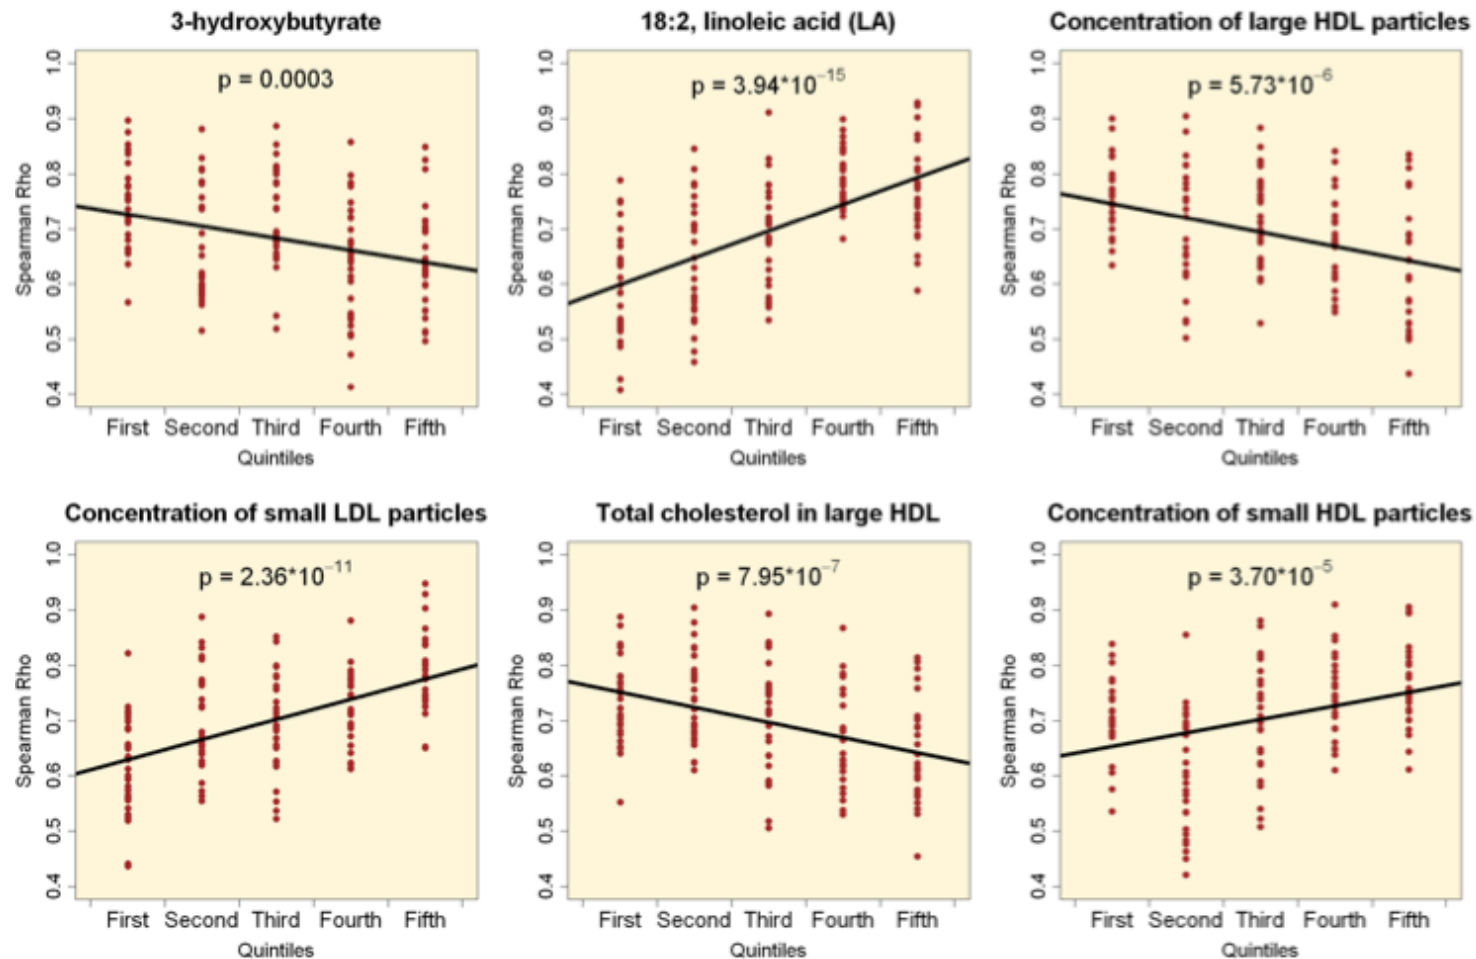 3-hydroxybutyrate
p = 0.0003
Spearman Rho
1.0
0.9
0.8
0.7
0.6
0.5
0.4
First Second Third Fourth Fifth
Quintiles
18:2, linoleic acid (LA)
p = 3.94*10⁻¹⁵
Spearman Rho
1.0
0.9
0.8
0.7
0.6
0.5
0.4
First Second Third Fourth Fifth
Quintiles
Concentration of large HDL particles
p = 5.73*10⁻⁶
Spearman Rho
1.0
0.9
0.8
0.7
0.6
0.5
0.4
First Second Third Fourth Fifth
Quintiles
Concentration of small LDL particles
p = 2.36*10⁻¹¹
Spearman Rho
1.0
0.9
0.8
0.7
0.6
0.5
0.4
First Second Third Fourth Fifth
Quintiles
Total cholesterol in large HDL
p = 7.95*10⁻⁷
Spearman Rho
1.0
0.9
0.8
0.7
0.6
0.5
0.4
First Second Third Fourth Fifth
Quintiles
Concentration of small HDL particles
p = 3.70*10⁻⁵
Spearman Rho
1.0
0.9
0.8
0.7
0.6
0.5
0.4
First Second Third Fourth Fifth
Quintiles